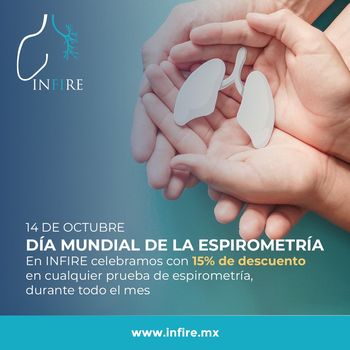 INFIRE
14 DE OCTUBRE
DÍA MUNDIAL DE LA ESPIROMETRÍA
En INFIRE celebramos con 15% de descuento
en cualquier prueba de espirometría,
durante todo el mes
www.infire.mx